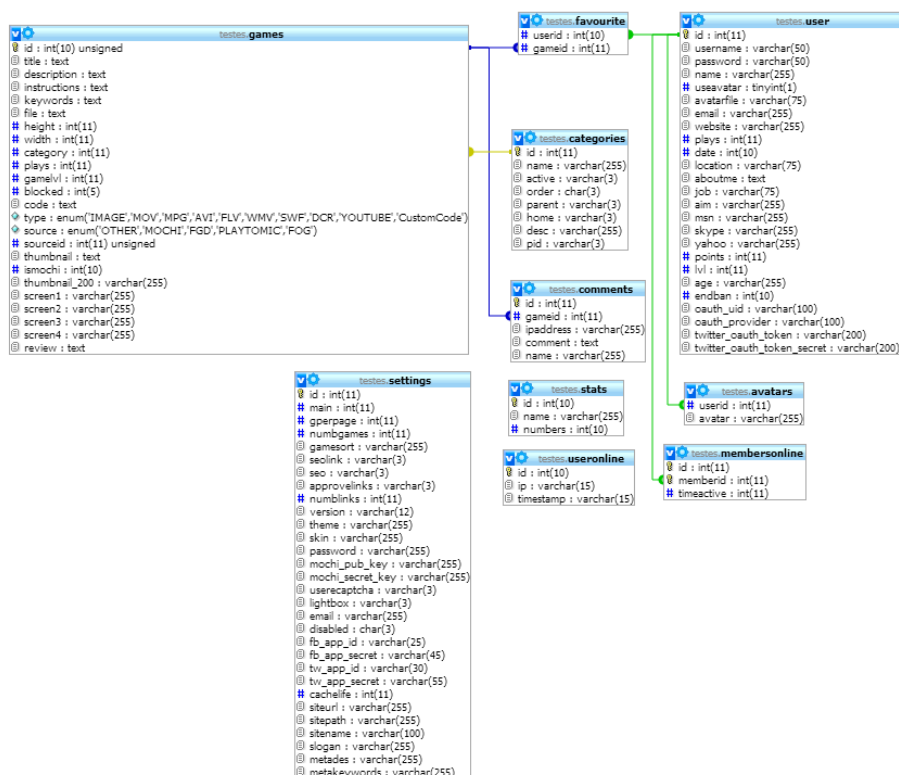 testes.games
id : int(10) unsigned
title : text
description : text
instructions : text
keywords : text
file : text
height : int(11)
width : int(11)
category : int(11)
plays : int(11)
gamelvl : int(11)
blocked : int(5)
code : text
type : enum('IMAGE','MOV','MPG','AVI','FLV','WMV','SWF','DCR','YOUTUBE','CustomCode')
source : enum('OTHER','MOCHI','FGD','PLAYTOMIC','FOG')
sourceid : int(11) unsigned
thumbnail : text
ismochi : int(10)
thumbnail_200 : varchar(255)
screen1 : varchar(255)
screen2 : varchar(255)
screen3 : varchar(255)
screen4 : varchar(255)
review : text
testes.favourite
userid : int(10)
gameid : int(11)
testes.categories
id : int(11)
name : varchar(255)
active : varchar(3)
order : char(3)
parent : varchar(3)
home : varchar(3)
desc : varchar(255)
pid : varchar(3)
testes.comments
id : int(11)
gameid : int(11)
ipaddress : varchar(255)
comment : text
name : varchar(255)
testes.stats
id : int(10)
name : varchar(255)
numbers : int(10)
testes.useronline
id : int(10)
ip : varchar(15)
timestamp : varchar(15)
testes.user
id : int(11)
username : varchar(50)
password : varchar(50)
name : varchar(255)
useavatar : tinyint(1)
avatarfile : varchar(75)
email : varchar(255)
website : varchar(255)
plays : int(11)
date : int(10)
location : varchar(75)
aboutme : text
job : varchar(75)
aim : varchar(255)
msn : varchar(255)
skype : varchar(255)
yahoo : varchar(255)
points : int(11)
lvl : int(11)
age : varchar(255)
endban : int(10)
oauth_uid : varchar(100)
oauth_provider : varchar(100)
twitter_oauth_token : varchar(200)
twitter_oauth_token_secret : varchar(200)
testes.avatars
userid : int(11)
avatar : varchar(255)
testes.membersonline
id : int(11)
memberid : int(11)
timeactive : int(11)
testes.settings
id : int(11)
main : int(11)
gperpage : int(11)
numbgames : int(11)
gamesort : varchar(255)
seolink : varchar(3)
seo : varchar(3)
approvelinks : varchar(3)
numblinks : int(11)
version : varchar(12)
theme : varchar(255)
skin : varchar(255)
password : varchar(255)
mochi_pub_key : varchar(255)
mochi_secret_key : varchar(255)
userecaptcha : varchar(3)
lightbox : varchar(3)
email : varchar(255)
disabled : char(3)
fb_app_id : varchar(25)
fb_app_secret : varchar(45)
tw_app_id : varchar(30)
tw_app_secret : varchar(55)
cachelife : int(11)
siteurl : varchar(255)
sitepath : varchar(255)
sitename : varchar(100)
slogan : varchar(255)
metades : varchar(255)
metakeywords : varchar(255)